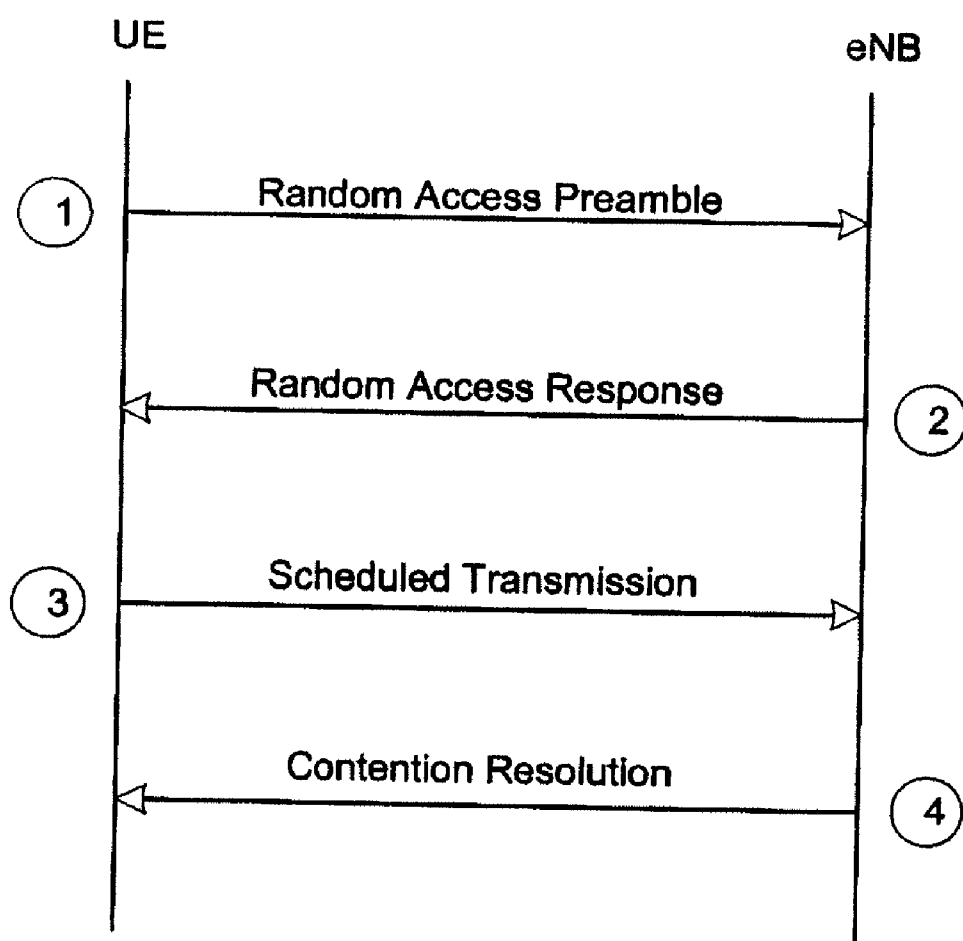 UE
eNB
1
Random Access Preamble
Random Access Response
2
3
Scheduled Transmission
Contention Resolution
4